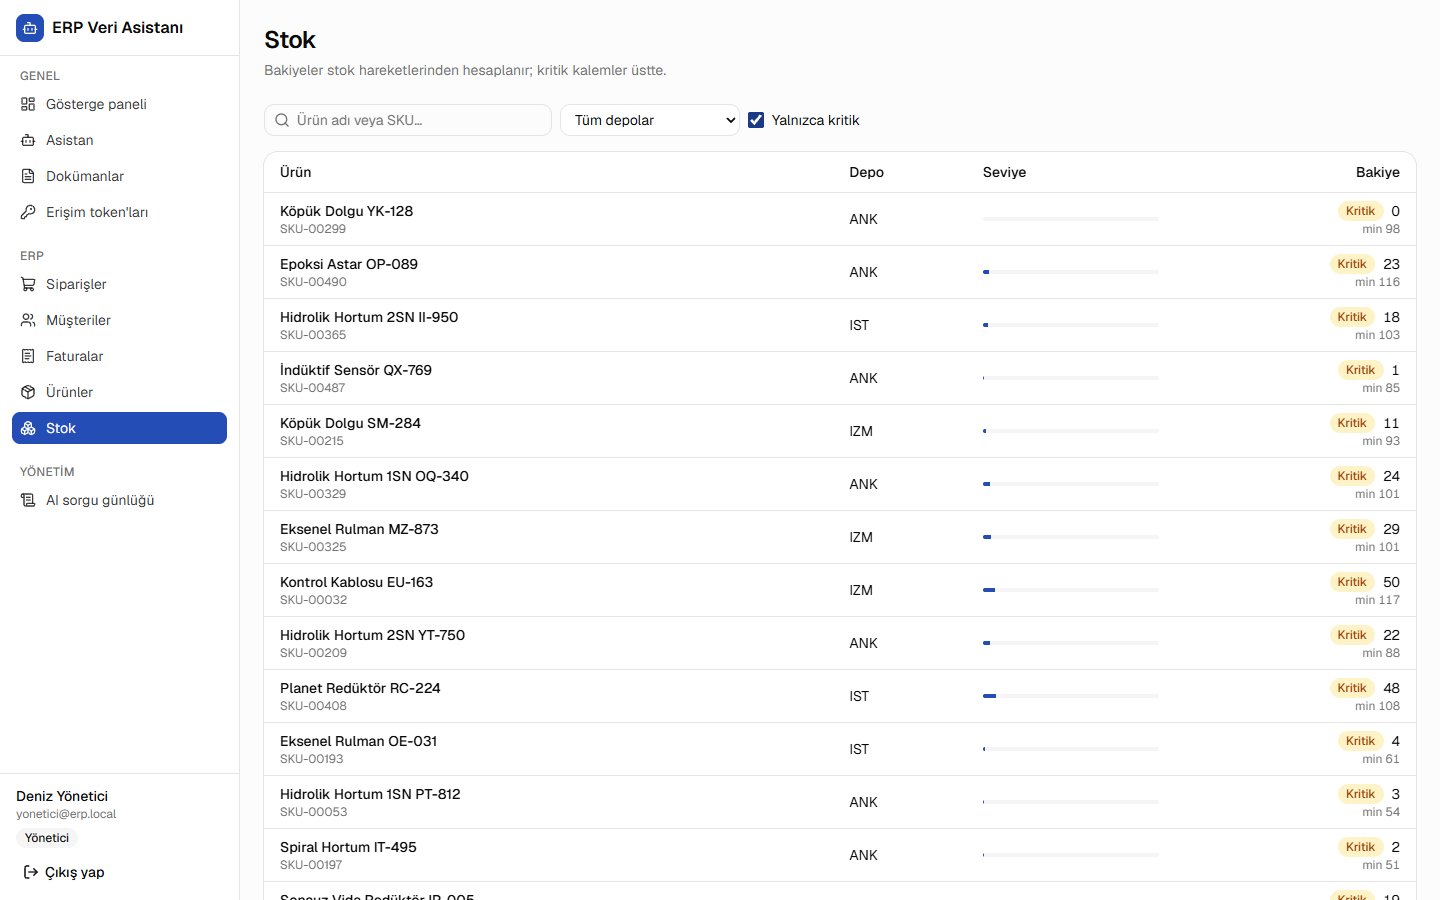 ERP Veri Asistanı
GENEL
Gösterge paneli
Asistan
Dokümanlar
Erişim token'ları
ERP
Siparişler
Müşteriler
Faturalar
Ürünler
Stok
YÖNETİM
AI sorgu günlüğü
Deniz Yönetici
yonetici@erp.local
Yönetici
Çıkış yap
Stok
Bakiyeler stok hareketlerinden hesaplanır; kritik kalemler üstte.
Ürün adı veya SKU...
Tüm depolar
Yalnızca kritik
Ürün Depo Seviye Bakiye
Köpük Dolgu YK-128 ANK Kritik 0
SKU-00299 min 98
Epoksi Astar OP-089 ANK Kritik 23
SKU-00490 min 116
Hidrolik Hortum 2SN II-950 IST Kritik 18
SKU-00365 min 103
İndüktif Sensör QX-769 ANK Kritik 1
SKU-00487 min 85
Köpük Dolgu SM-284 IZM Kritik 11
SKU-00215 min 93
Hidrolik Hortum 1SN OQ-340 ANK Kritik 24
SKU-00329 min 101
Eksenel Rulman MZ-873 IZM Kritik 29
SKU-00325 min 101
Kontrol Kablosu EU-163 IZM Kritik 50
SKU-00032 min 117
Hidrolik Hortum 2SN YT-750 ANK Kritik 22
SKU-00209 min 88
Planet Redüktör RC-224 IST Kritik 48
SKU-00408 min 108
Eksenel Rulman OE-031 IST Kritik 4
SKU-00193 min 61
Hidrolik Hortum 1SN PT-812 ANK Kritik 3
SKU-00053 min 54
Spiral Hortum IT-495 ANK Kritik 2
SKU-00197 min 51
Sonsuz Vida Redüktör Kritik 19